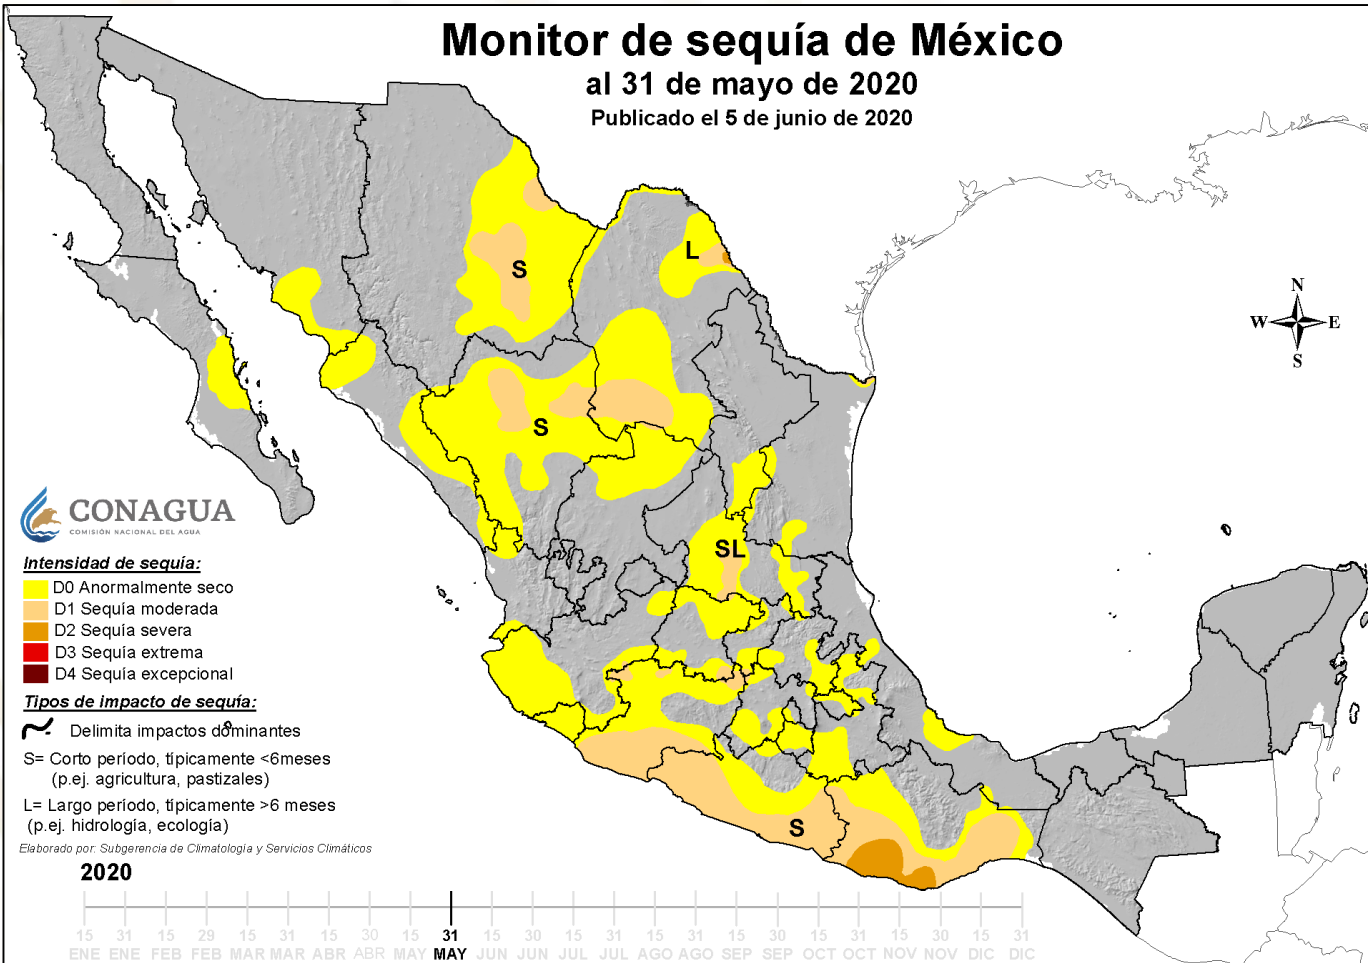 Monitor de sequía de México
al 31 de mayo de 2020
Publicado el 5 de junio de 2020
L
S
N
W E
S
S
SL
S
CONAGUA
COMISIÓN NACIONAL DEL AGUA
Intensidad de sequía:
D0 Anormalmente seco
D1 Sequía moderada
D2 Sequía severa
D3 Sequía extrema
D4 Sequía excepcional
Tipos de impacto de sequía:
Delimita impactos dominantes
S= Corto período, típicamente <6meses
(p.ej. agricultura, pastizales)
L= Largo período, típicamente >6 meses
(p.ej. hidrología, ecología)
Elaborado por: Subgerencia de Climatología y Servicios Climáticos
2020
15 31 15 29 15 31 15 30 15 31 15 30 15 31 15 31 15 30 15 31 15 30 15 31
ENE ENE FEB FEB MAR MAR ABR ABR MAY MAY JUN JUN JUL JUL AGO AGO SEP SEP OCT OCT NOV NOV DIC DIC